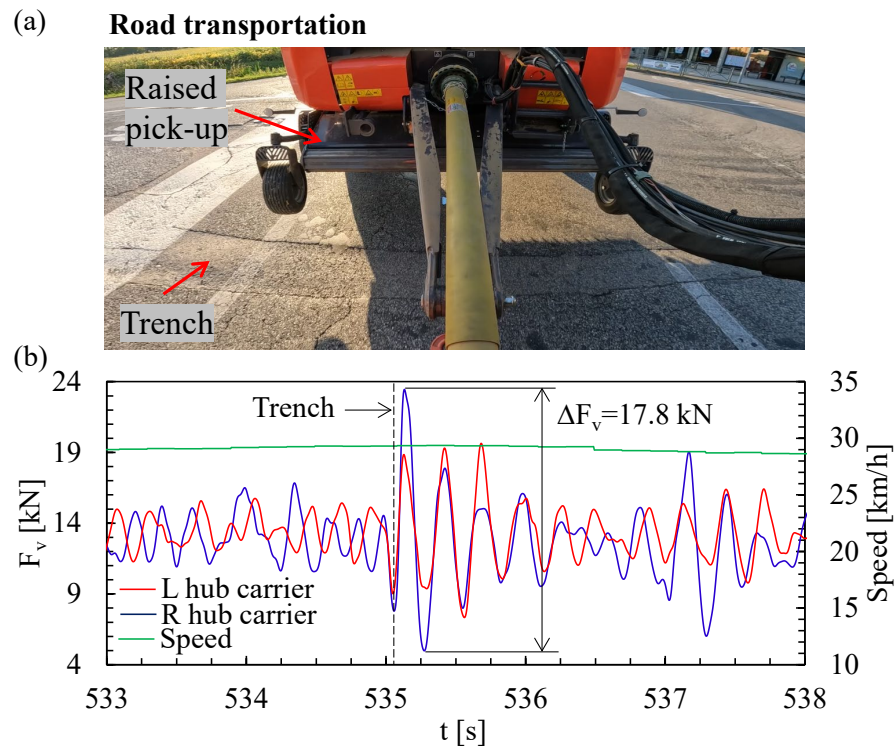 (a)
Road transportation
Raised
pick-up
Trench
(b)
24
19
14
9
4
F_v [kN]
Trench
ΔF_v=17.8 kN
L hub carrier
R hub carrier
Speed
35
30
25
20
15
10
Speed [km/h]
533
534
535
536
537
538
t [s]